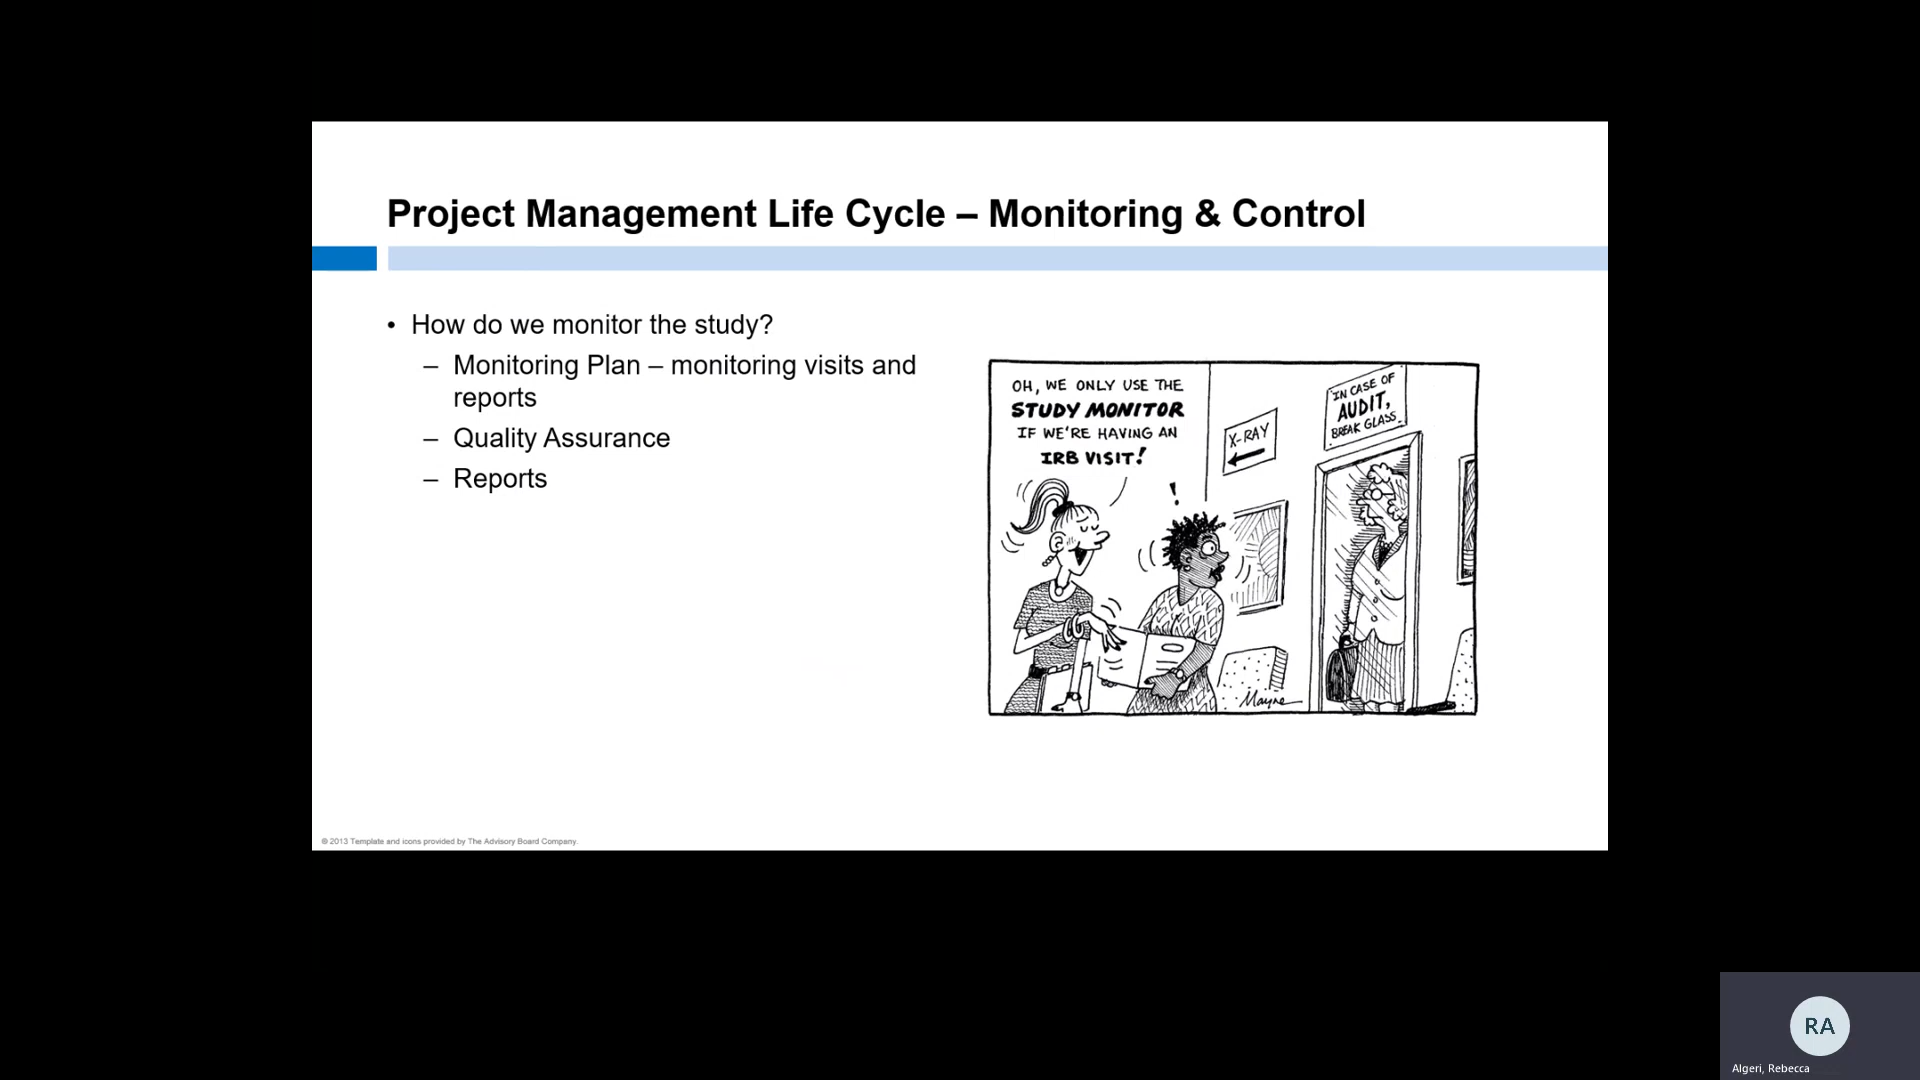 Project Management Life Cycle – Monitoring & Control
• How do we monitor the study?
– Monitoring Plan – monitoring visits and
reports
– Quality Assurance
– Reports
OH, WE ONLY USE THE
STUDY MONITOR
IF WE'RE HAVING AN
IRB VISIT!
!
X-RAY
IN CASE OF
AUDIT,
BREAK GLASS
Mayne
© 2013 Template and icons provided by The Advisory Board Company.
RA
Algeri, Rebecca